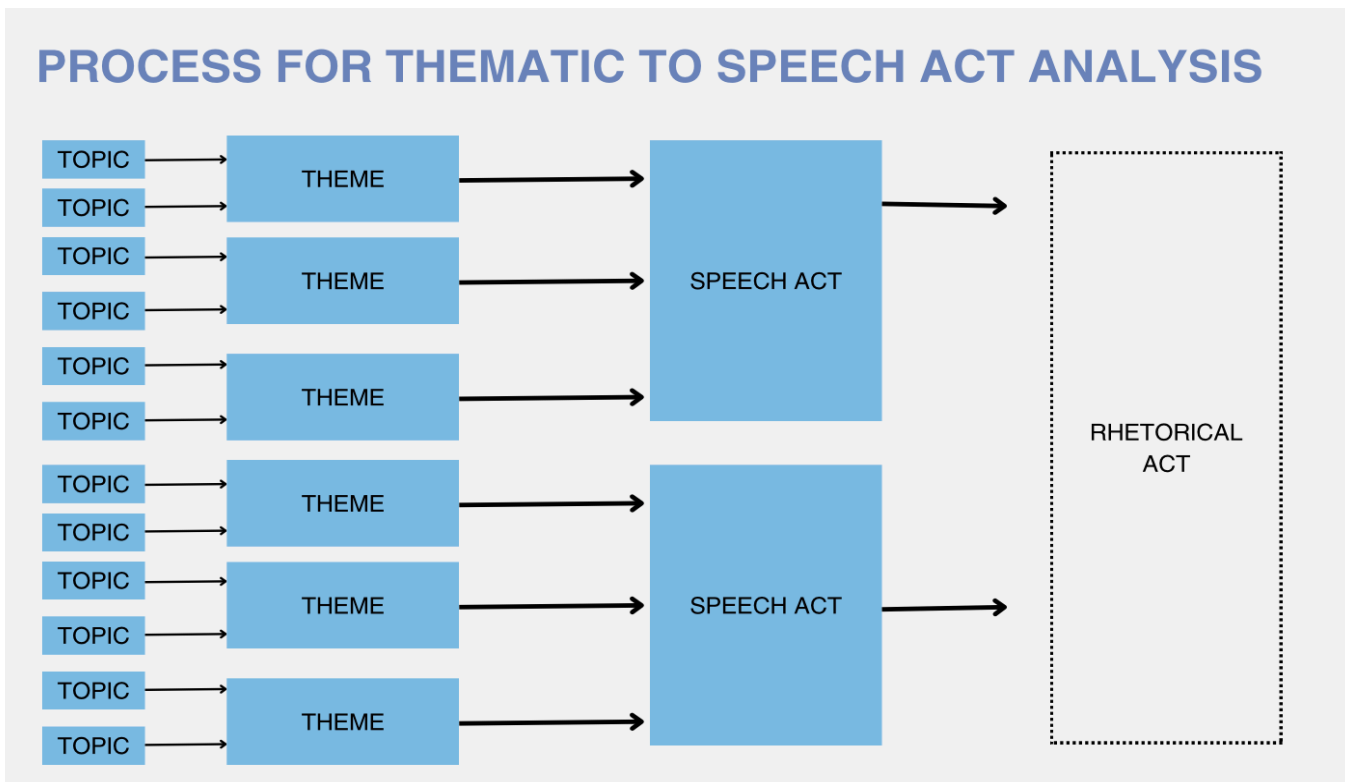 PROCESS FOR THEMATIC TO SPEECH ACT ANALYSIS
TOPIC
TOPIC
TOPIC
TOPIC
TOPIC
TOPIC
TOPIC
TOPIC
TOPIC
TOPIC
TOPIC
TOPIC
THEME
THEME
THEME
THEME
THEME
THEME
SPEECH ACT
SPEECH ACT
RHETORICAL
ACT